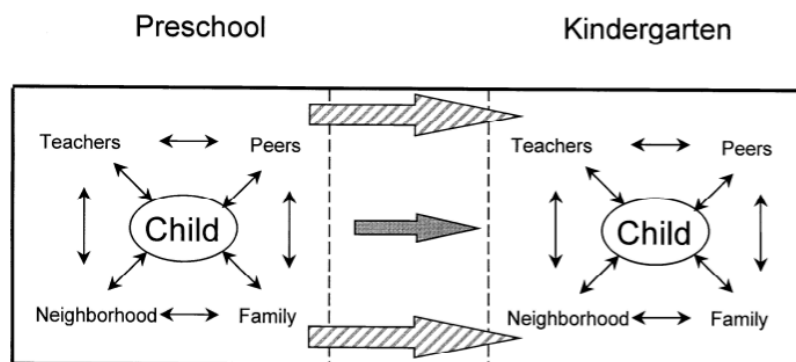 Preschool
Kindergarten
Teachers
Peers
Child
Neighborhood
Family
Teachers
Peers
Child
Neighborhood
Family